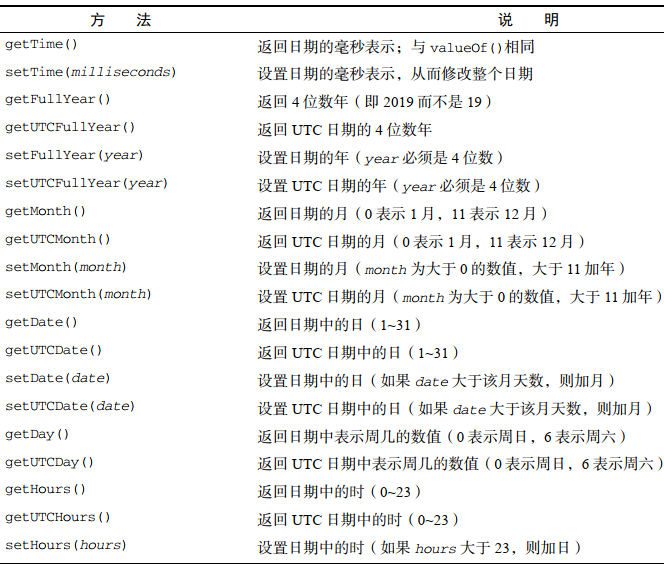 方 法 说 明
getTime() 返回日期的毫秒表示；与 valueOf()相同
setTime(milliseconds) 设置日期的毫秒表示，从而修改整个日期
getFullYear() 返回 4 位数年（即 2019 而不是 19）
getUTCFullYear() 返回 UTC 日期的 4 位数年
setFullYear(year) 设置日期的年（year 必须是 4 位数）
setUTCFullYear(year) 设置 UTC 日期的年（year 必须是 4 位数）
getMonth() 返回日期的月（0 表示 1 月，11 表示 12 月）
getUTCMonth() 返回 UTC 日期的月（0 表示 1 月，11 表示 12 月）
setMonth(month) 设置日期的月（month 为大于 0 的数值，大于 11 加年）
setUTCMonth(month) 设置 UTC 日期的月（month 为大于 0 的数值，大于 11 加年）
getDate() 返回日期中的日（1~31）
getUTCDate() 返回 UTC 日期中的日（1~31）
setDate(date) 设置日期中的日（如果 date 大于该月天数，则加月）
setUTCDate(date) 设置 UTC 日期中的日（如果 date 大于该月天数，则加月）
getDay() 返回日期中表示周几的数值（0 表示周日，6 表示周六）
getUTCDay() 返回 UTC 日期中表示周几的数值（0 表示周日，6 表示周六）
getHours() 返回日期中的时（0~23）
getUTCHours() 返回 UTC 日期中的时（0~23）
setHours(hours) 设置日期中的时（如果 hours 大于 23，则加日）